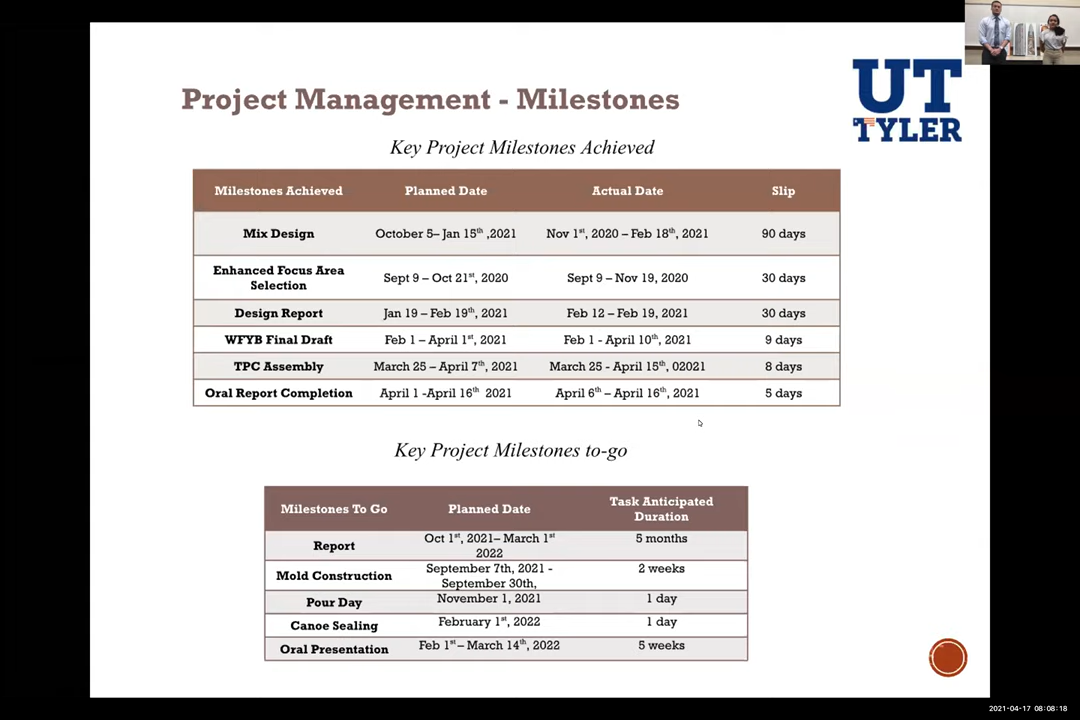 UT
TYLER
Project Management - Milestones
Key Project Milestones Achieved
Milestones Achieved Planned Date Actual Date Slip
Mix Design October 5– Jan 15th ,2021 Nov 1st, 2020 – Feb 18th, 2021 90 days
Enhanced Focus Area
Selection Sept 9 – Oct 21st, 2020 Sept 9 – Nov 19, 2020 30 days
Design Report Jan 19 – Feb 19th, 2021 Feb 12 – Feb 19, 2021 30 days
WFYB Final Draft Feb 1 – April 1st, 2021 Feb 1 - April 10th, 2021 9 days
TPC Assembly March 25 – April 7th, 2021 March 25 - April 15th, 02021 8 days
Oral Report Completion April 1 -April 16th 2021 April 6th – April 16th, 2021 5 days
Key Project Milestones to-go
Milestones To Go Planned Date Task Anticipated
Duration
Report Oct 1st, 2021– March 1st
2022 5 months
Mold Construction September 7th, 2021 -
September 30th, 2 weeks
Pour Day November 1, 2021 1 day
Canoe Sealing February 1st, 2022 1 day
Oral Presentation Feb 1st – March 14th, 2022 5 weeks
2021-04-17 08:08:18